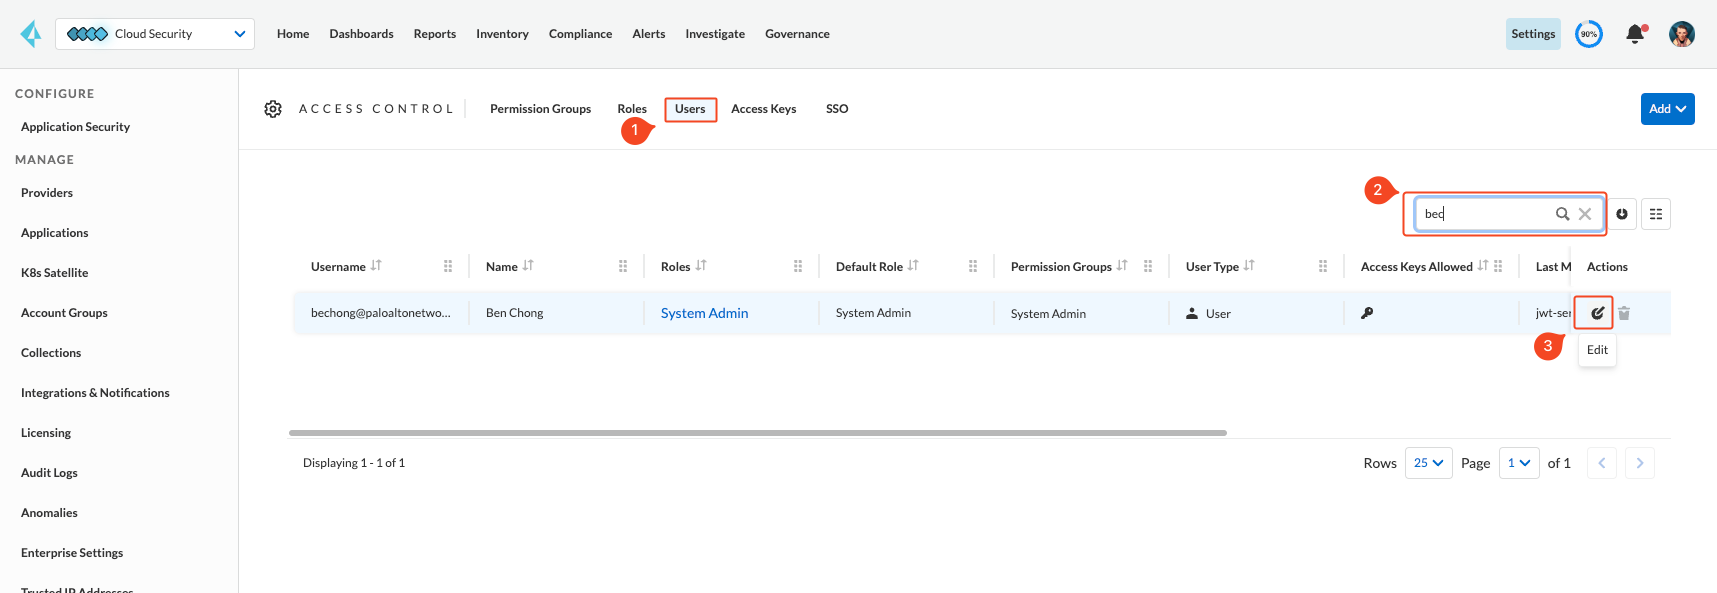 Cloud Security
Home Dashboards Reports Inventory Compliance Alerts Investigate Governance
Settings 90%
CONFIGURE
Application Security
MANAGE
Providers
Applications
K8s Satellite
Account Groups
Collections
Integrations & Notifications
Licensing
Audit Logs
Anomalies
Enterprise Settings
Trusted IP Addresses
ACCESS CONTROL Permission Groups Roles Users Access Keys SSO Add
1
2
bec
Username Name Roles Default Role Permission Groups User Type Access Keys Allowed Last M Actions
bechong@paloaltonetwo... Ben Chong System Admin System Admin System Admin User jwt-ser
3
Edit
Displaying 1 - 1 of 1 Rows 25 Page 1 of 1